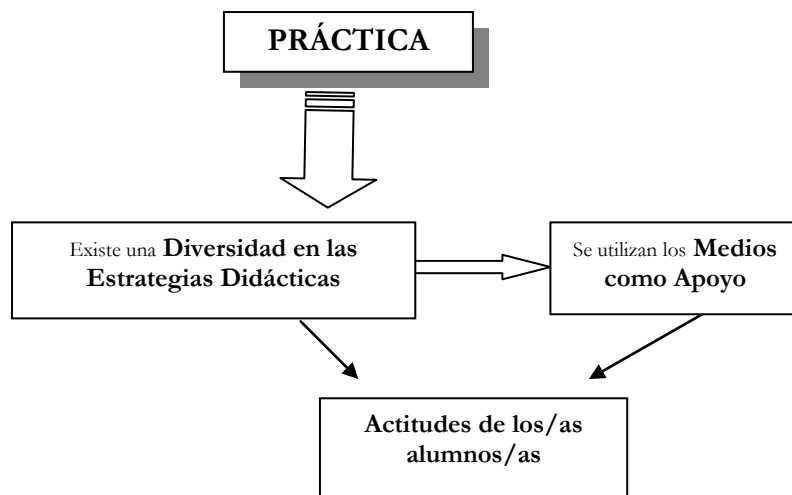 PRÁCTICA
Existe una Diversidad en las
Estrategias Didácticas
Se utilizan los Medios
como Apoyo
Actitudes de los/as
alumnos/as